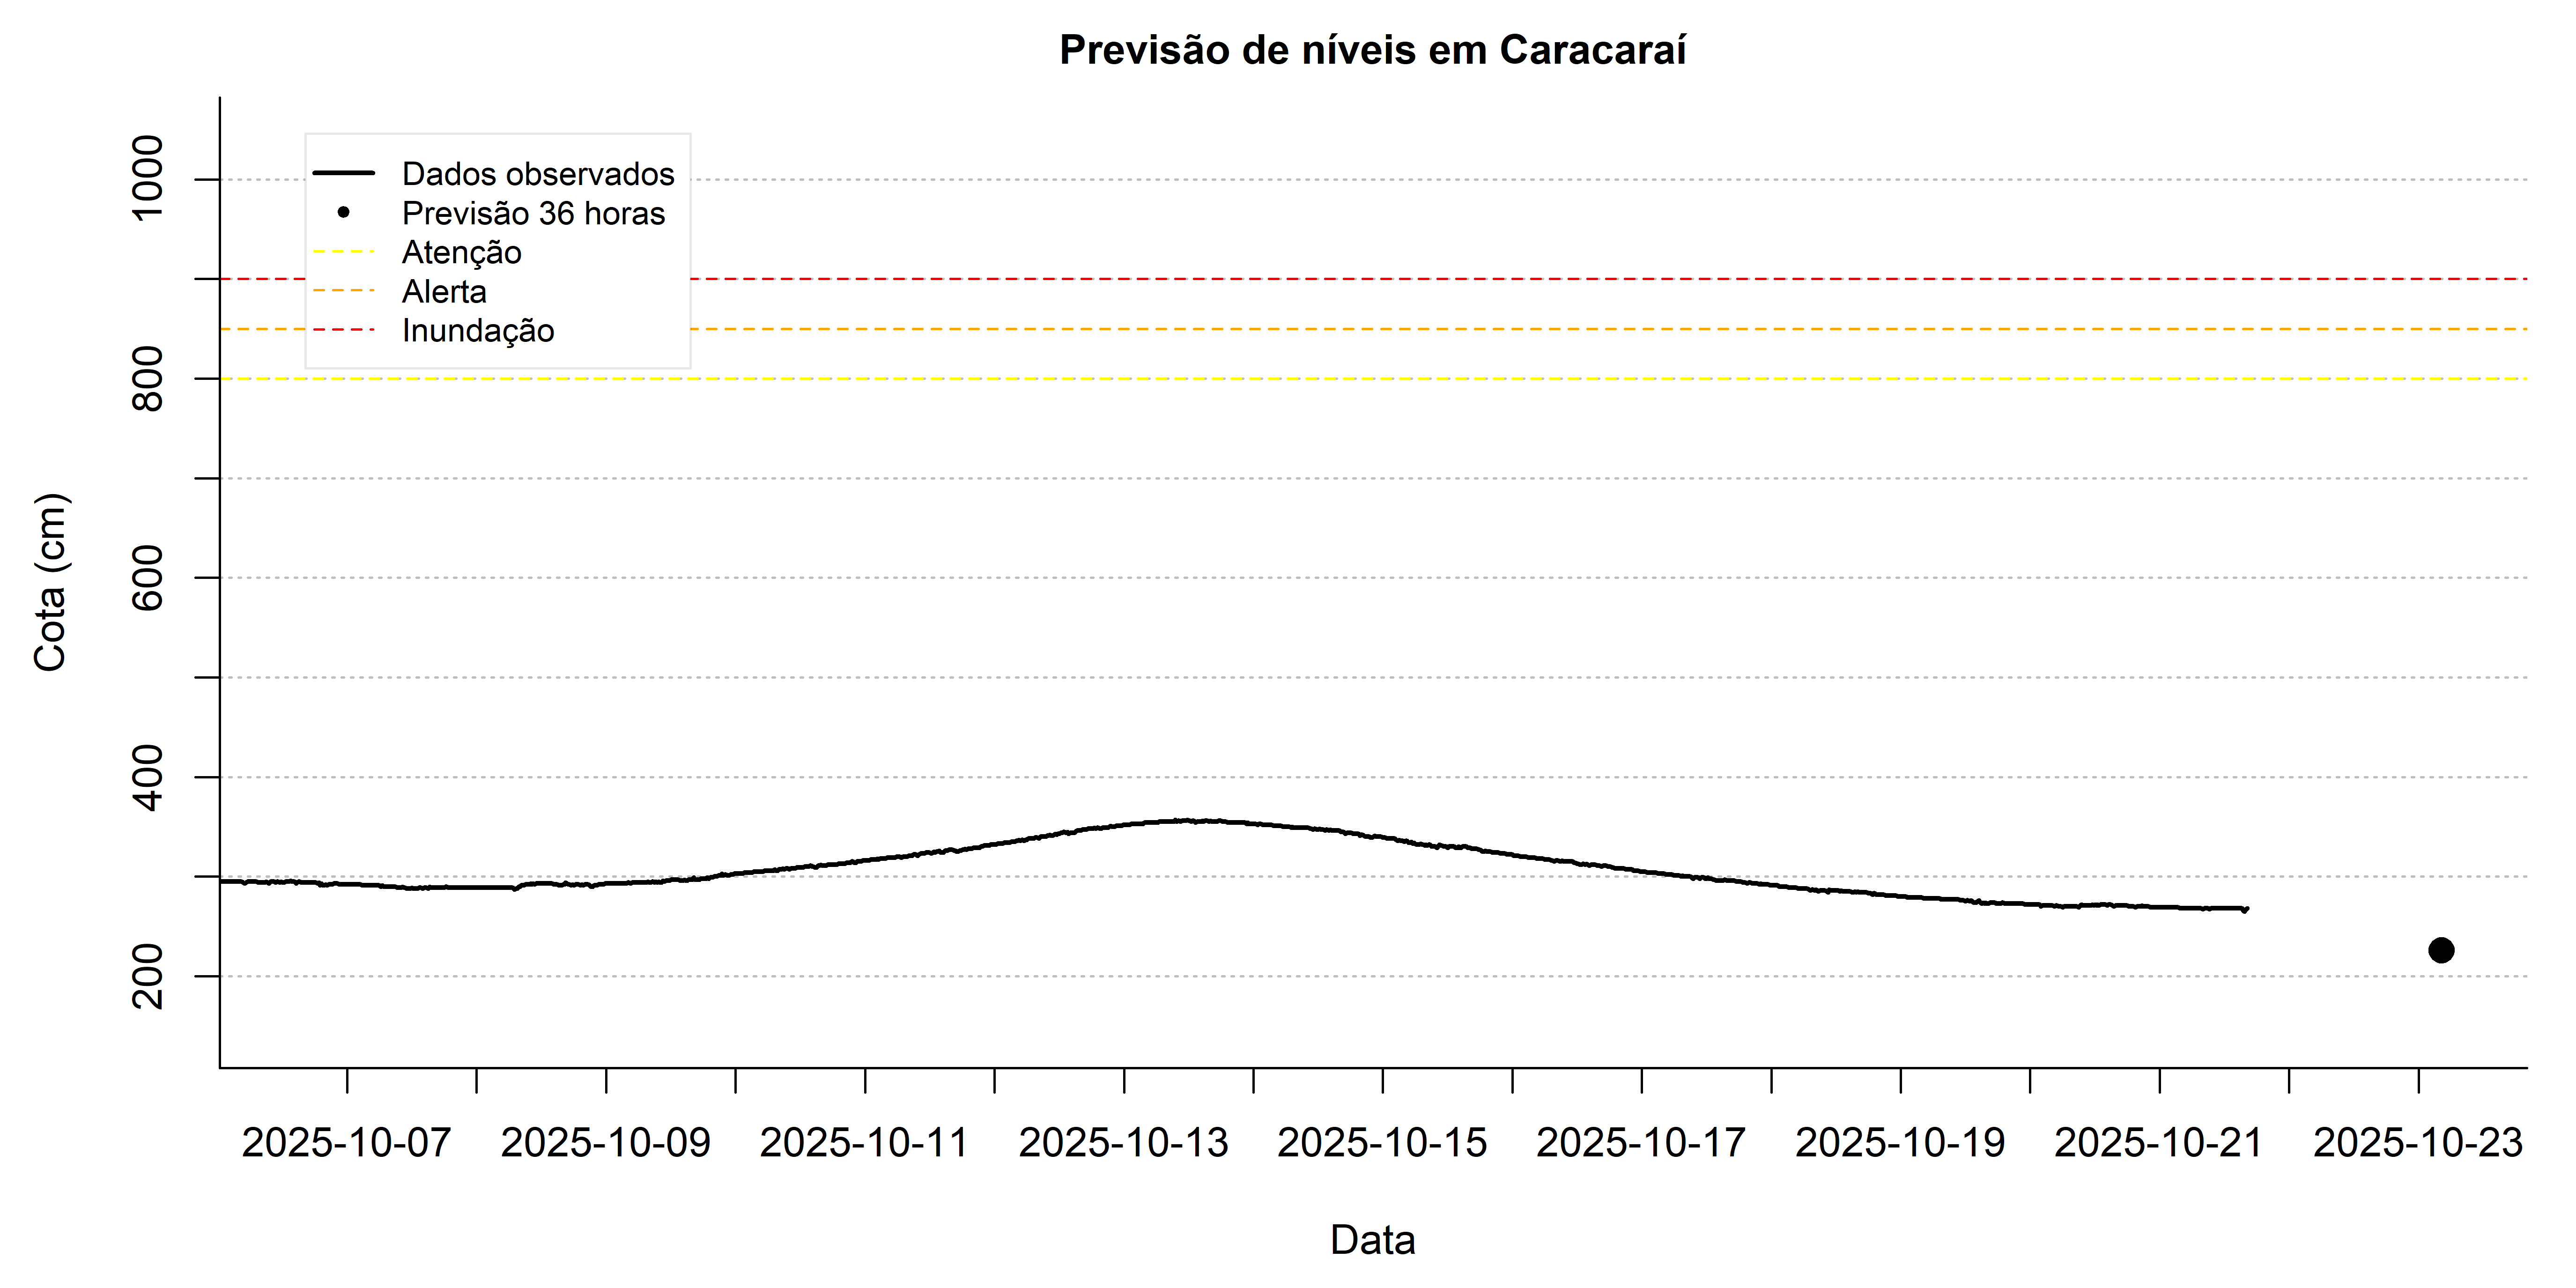 Previsão de níveis em Caracaraí
Dados observados
Previsão 36 horas
Atenção
Alerta
Inundação
1000
800
600
400
200
Cota (cm)
2025-10-07 2025-10-09 2025-10-11 2025-10-13 2025-10-15 2025-10-17 2025-10-19 2025-10-21 2025-10-23
Data